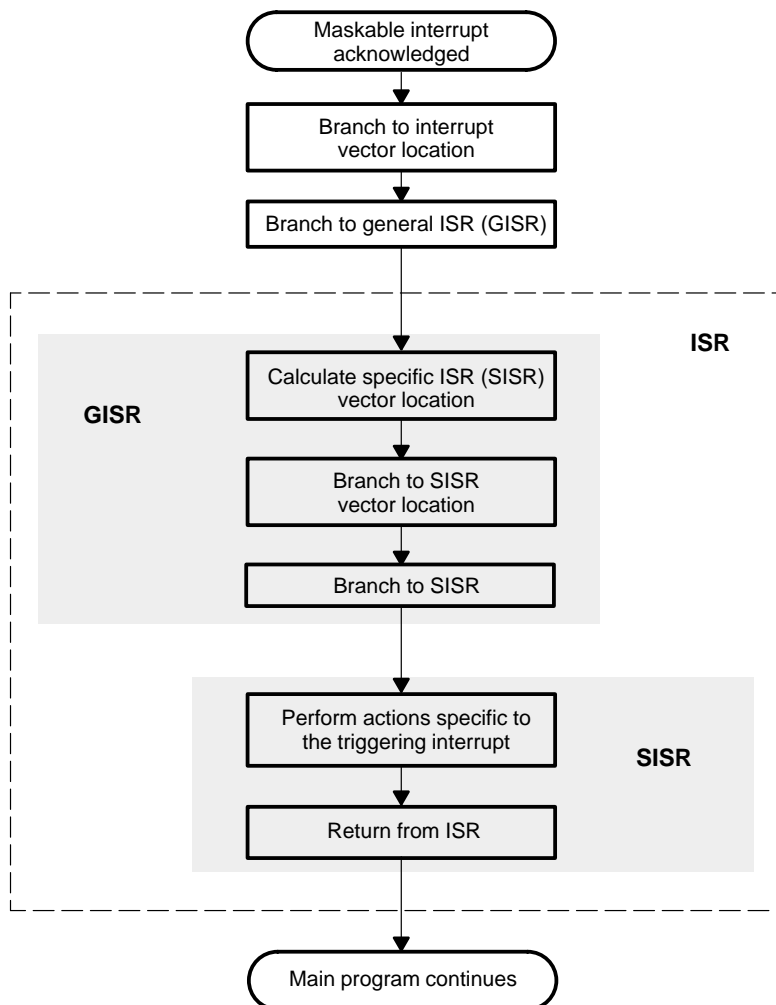 Maskable interrupt
acknowledged
Branch to interrupt
vector location
Branch to general ISR (GISR)
ISR
Calculate specific ISR (SISR)
vector location
GISR
Branch to SISR
vector location
Branch to SISR
Perform actions specific to
the triggering interrupt
SISR
Return from ISR
Main program continues